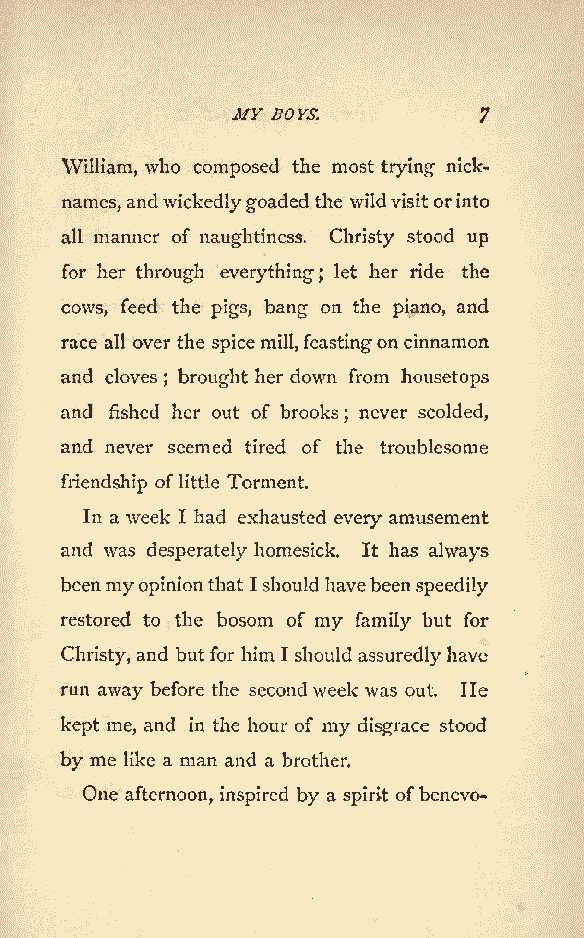 MY BOYS. 7
William, who composed the most trying nick-
names, and wickedly goaded the wild visitor into
all manner of naughtiness. Christy stood up
for her through everything; let her ride the
cows, feed the pigs, bang on the piano, and
race all over the spice mill, feasting on cinnamon
and cloves; brought her down from housetops
and fished her out of brooks; never scolded,
and never seemed tired of the troublesome
friendship of little Torment.
In a week I had exhausted every amusement
and was desperately homesick. It has always
been my opinion that I should have been speedily
restored to the bosom of my family but for
Christy, and but for him I should assuredly have
run away before the second week was out. He
kept me, and in the hour of my disgrace stood
by me like a man and a brother.
One afternoon, inspired by a spirit of benevo-